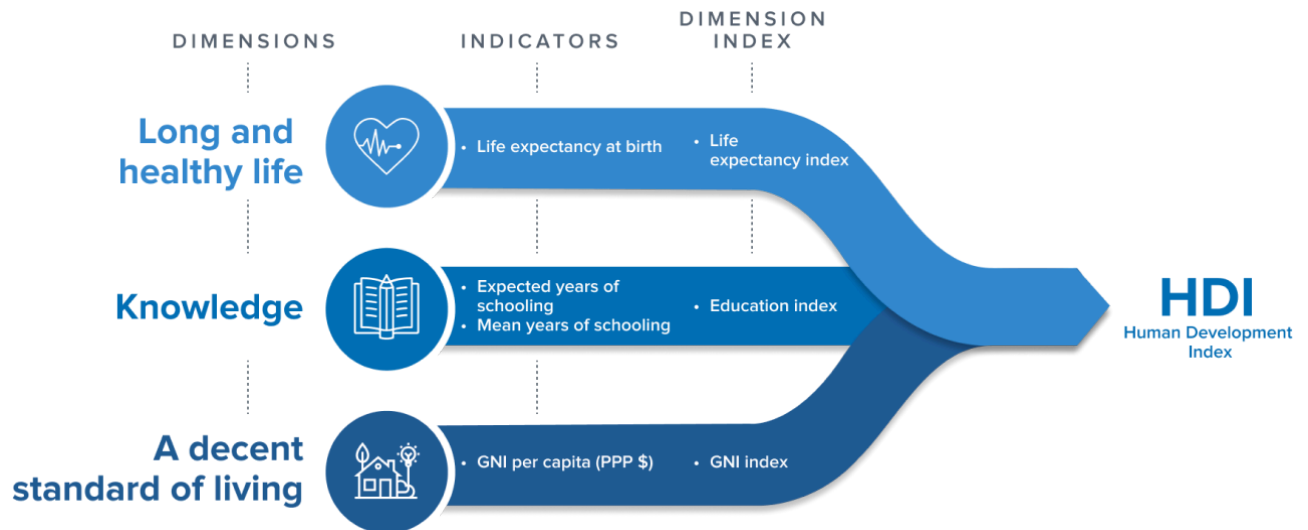 DIMENSIONS
INDICATORS
DIMENSION
INDEX
Long and
healthy life
• Life expectancy at birth
• Life
expectancy index
Knowledge
• Expected years of
schooling
• Mean years of schooling
• Education index
HDI
Human Development
Index
A decent
standard of living
• GNI per capita (PPP $)
• GNI index